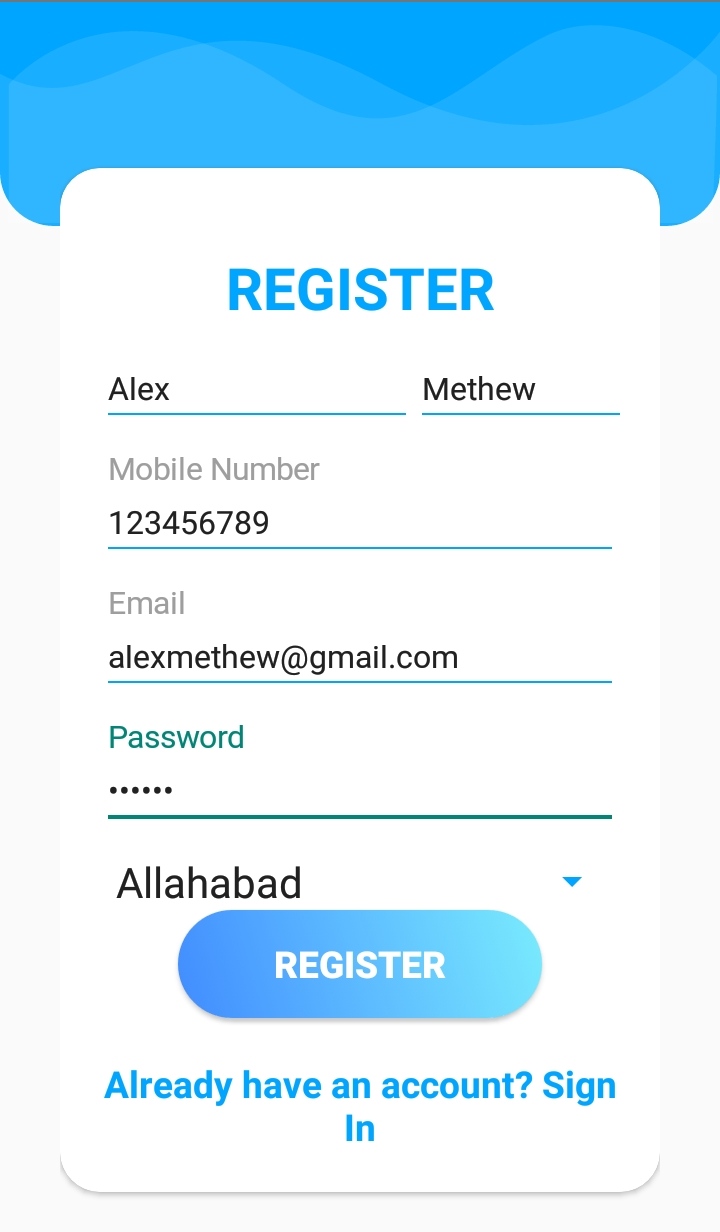 REGISTER
Alex Methew
Mobile Number
123456789
Email
alexmethew@gmail.com
Password
••••••
Allahabad
REGISTER
Already have an account? Sign
In